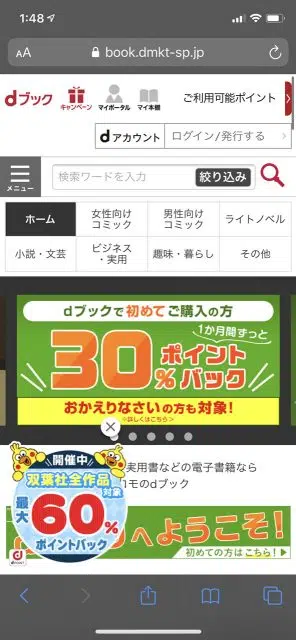 1:48
AA
book.dmkt-sp.jp
dブック
キャンペーン
マイポータル
マイ本棚
ご利用可能ポイント
dアカウント
ログイン/発行する
メニュー
検索ワードを入力
絞り込み
ホーム
女性向け
コミック
男性向け
コミック
ライトノベル
小説・文芸
ビジネス
・実用
趣味・暮らし
その他
dブックで初めてご購入の方
1か月間ずっと
30%ポイント
バック
おかえりなさいの方も対象!
※詳しくはこちら>
実用書などの電子書籍なら
モのdブック
開催中
双葉社全作品
対象
最大60%
ポイントバック
へようこそ!
初めての方はこちら!
d POINT